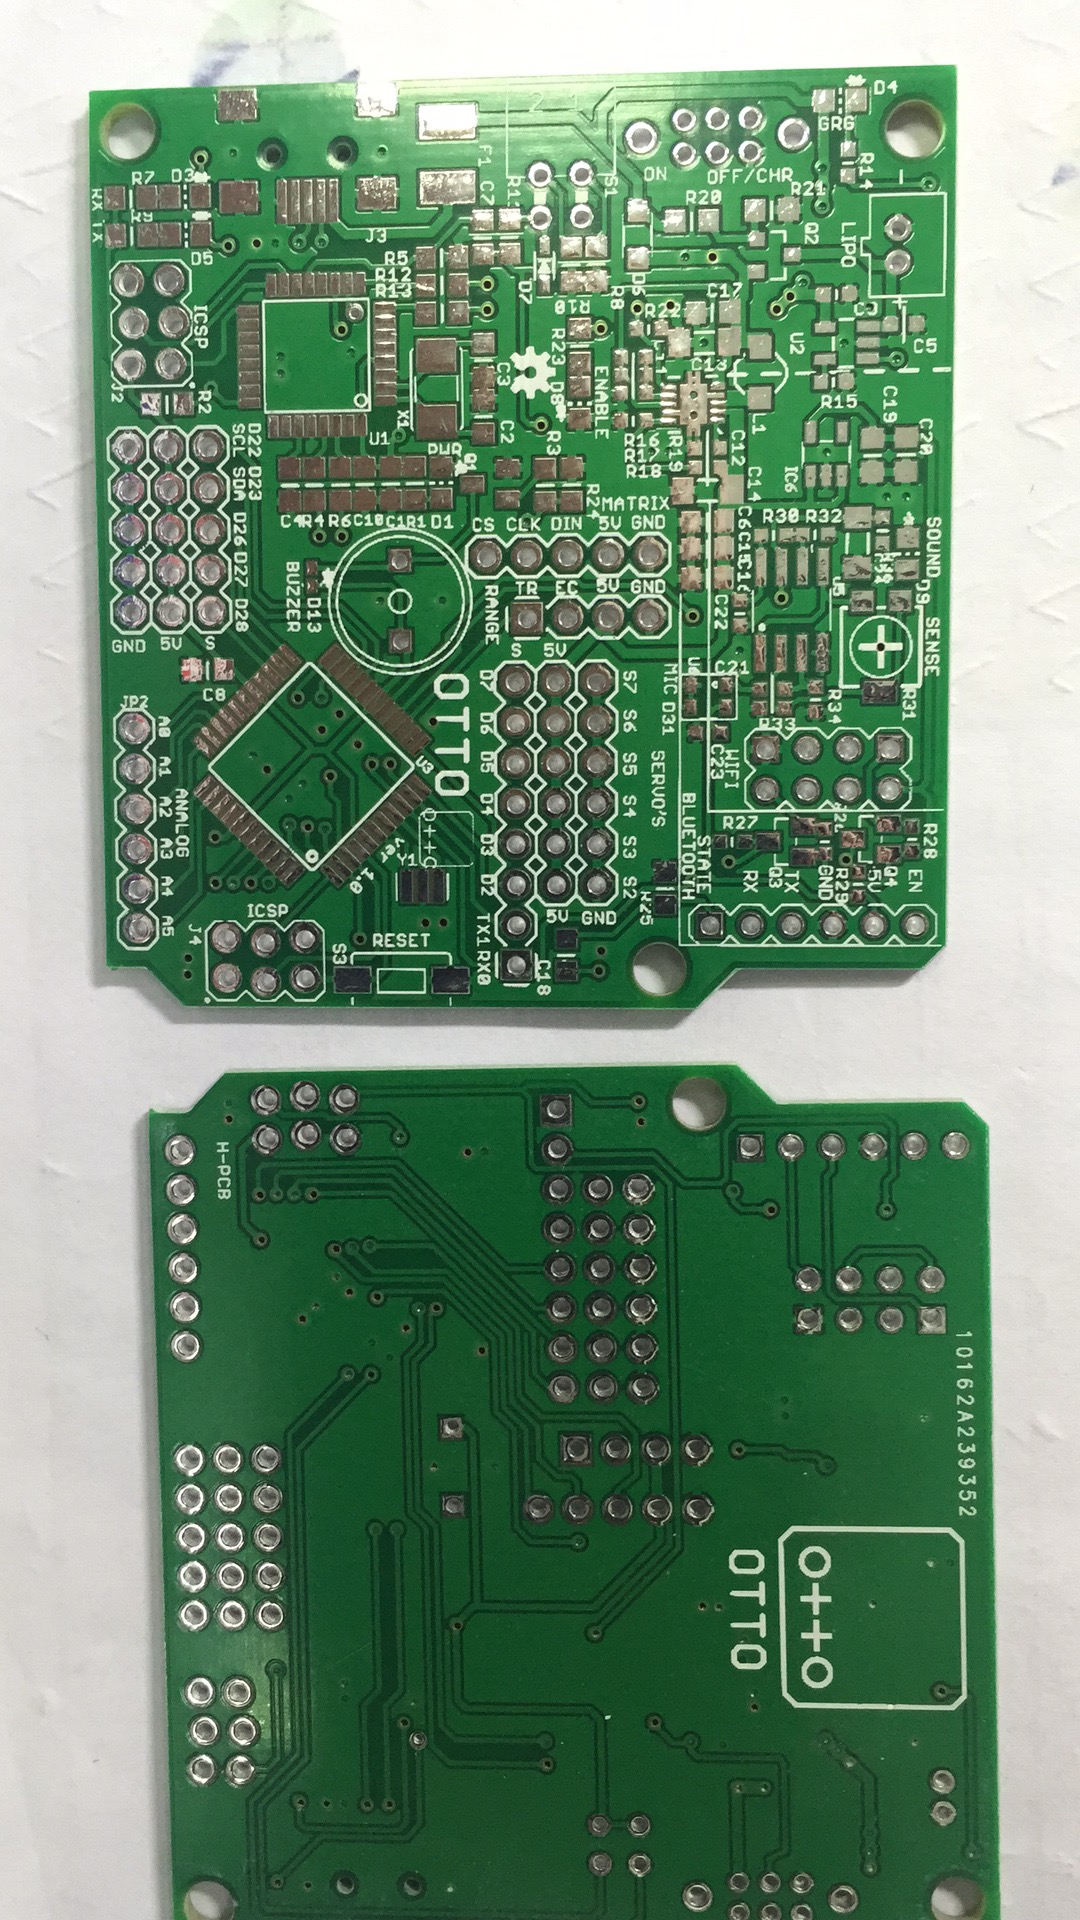 D4
GRG
2 1
F1
ON
OFF/CHR
R14
R7
D3
RX
TX
D5
C7
S1
R20
R21
Q2
LIPO
J3
R5
R12
R13
D7
R10
R8
D6
R22
C17
U2
C5
ICSP
J2
R2
U1
X1
C3
C2
R23
D8
ENABLE
C13
L1
R15
R16
R17
R18
R19
C12
C14
IC6
C19
C20
PWR
Q1
R3
R24
MATRIX
C4 R4 R6 C10 C1 R1 D1
CS CLK DIN 5V GND
SCL D22
SDA D23
D26
D27
D28
GND 5V S
BUZZER
D13
TR EC 5V GND
RANGE
S 5V
C6
C15
C16
R30
R32
SOUND
D9
SENSE
C22
C8
JP2
A0
A1
A2
A3
A4
A5
ANALOG
OTTO
U3
D7
D6
D5
D4
D3
D2
S7
S6
S5
S4
S3
S2
SERVO'S
MIC D31
C21
R33
R34
R31
C23
WIFI
O++O
ver 1.0
Y1
5V GND
R25
BLUETOOTH
STATE
R27
RX
Q3
TX
GND
R29
5V
Q4
EN
R28
TX1
RX0
C18
J4
ICSP
S3
RESET
H-PCB
10162A239352
OTTO
O++O